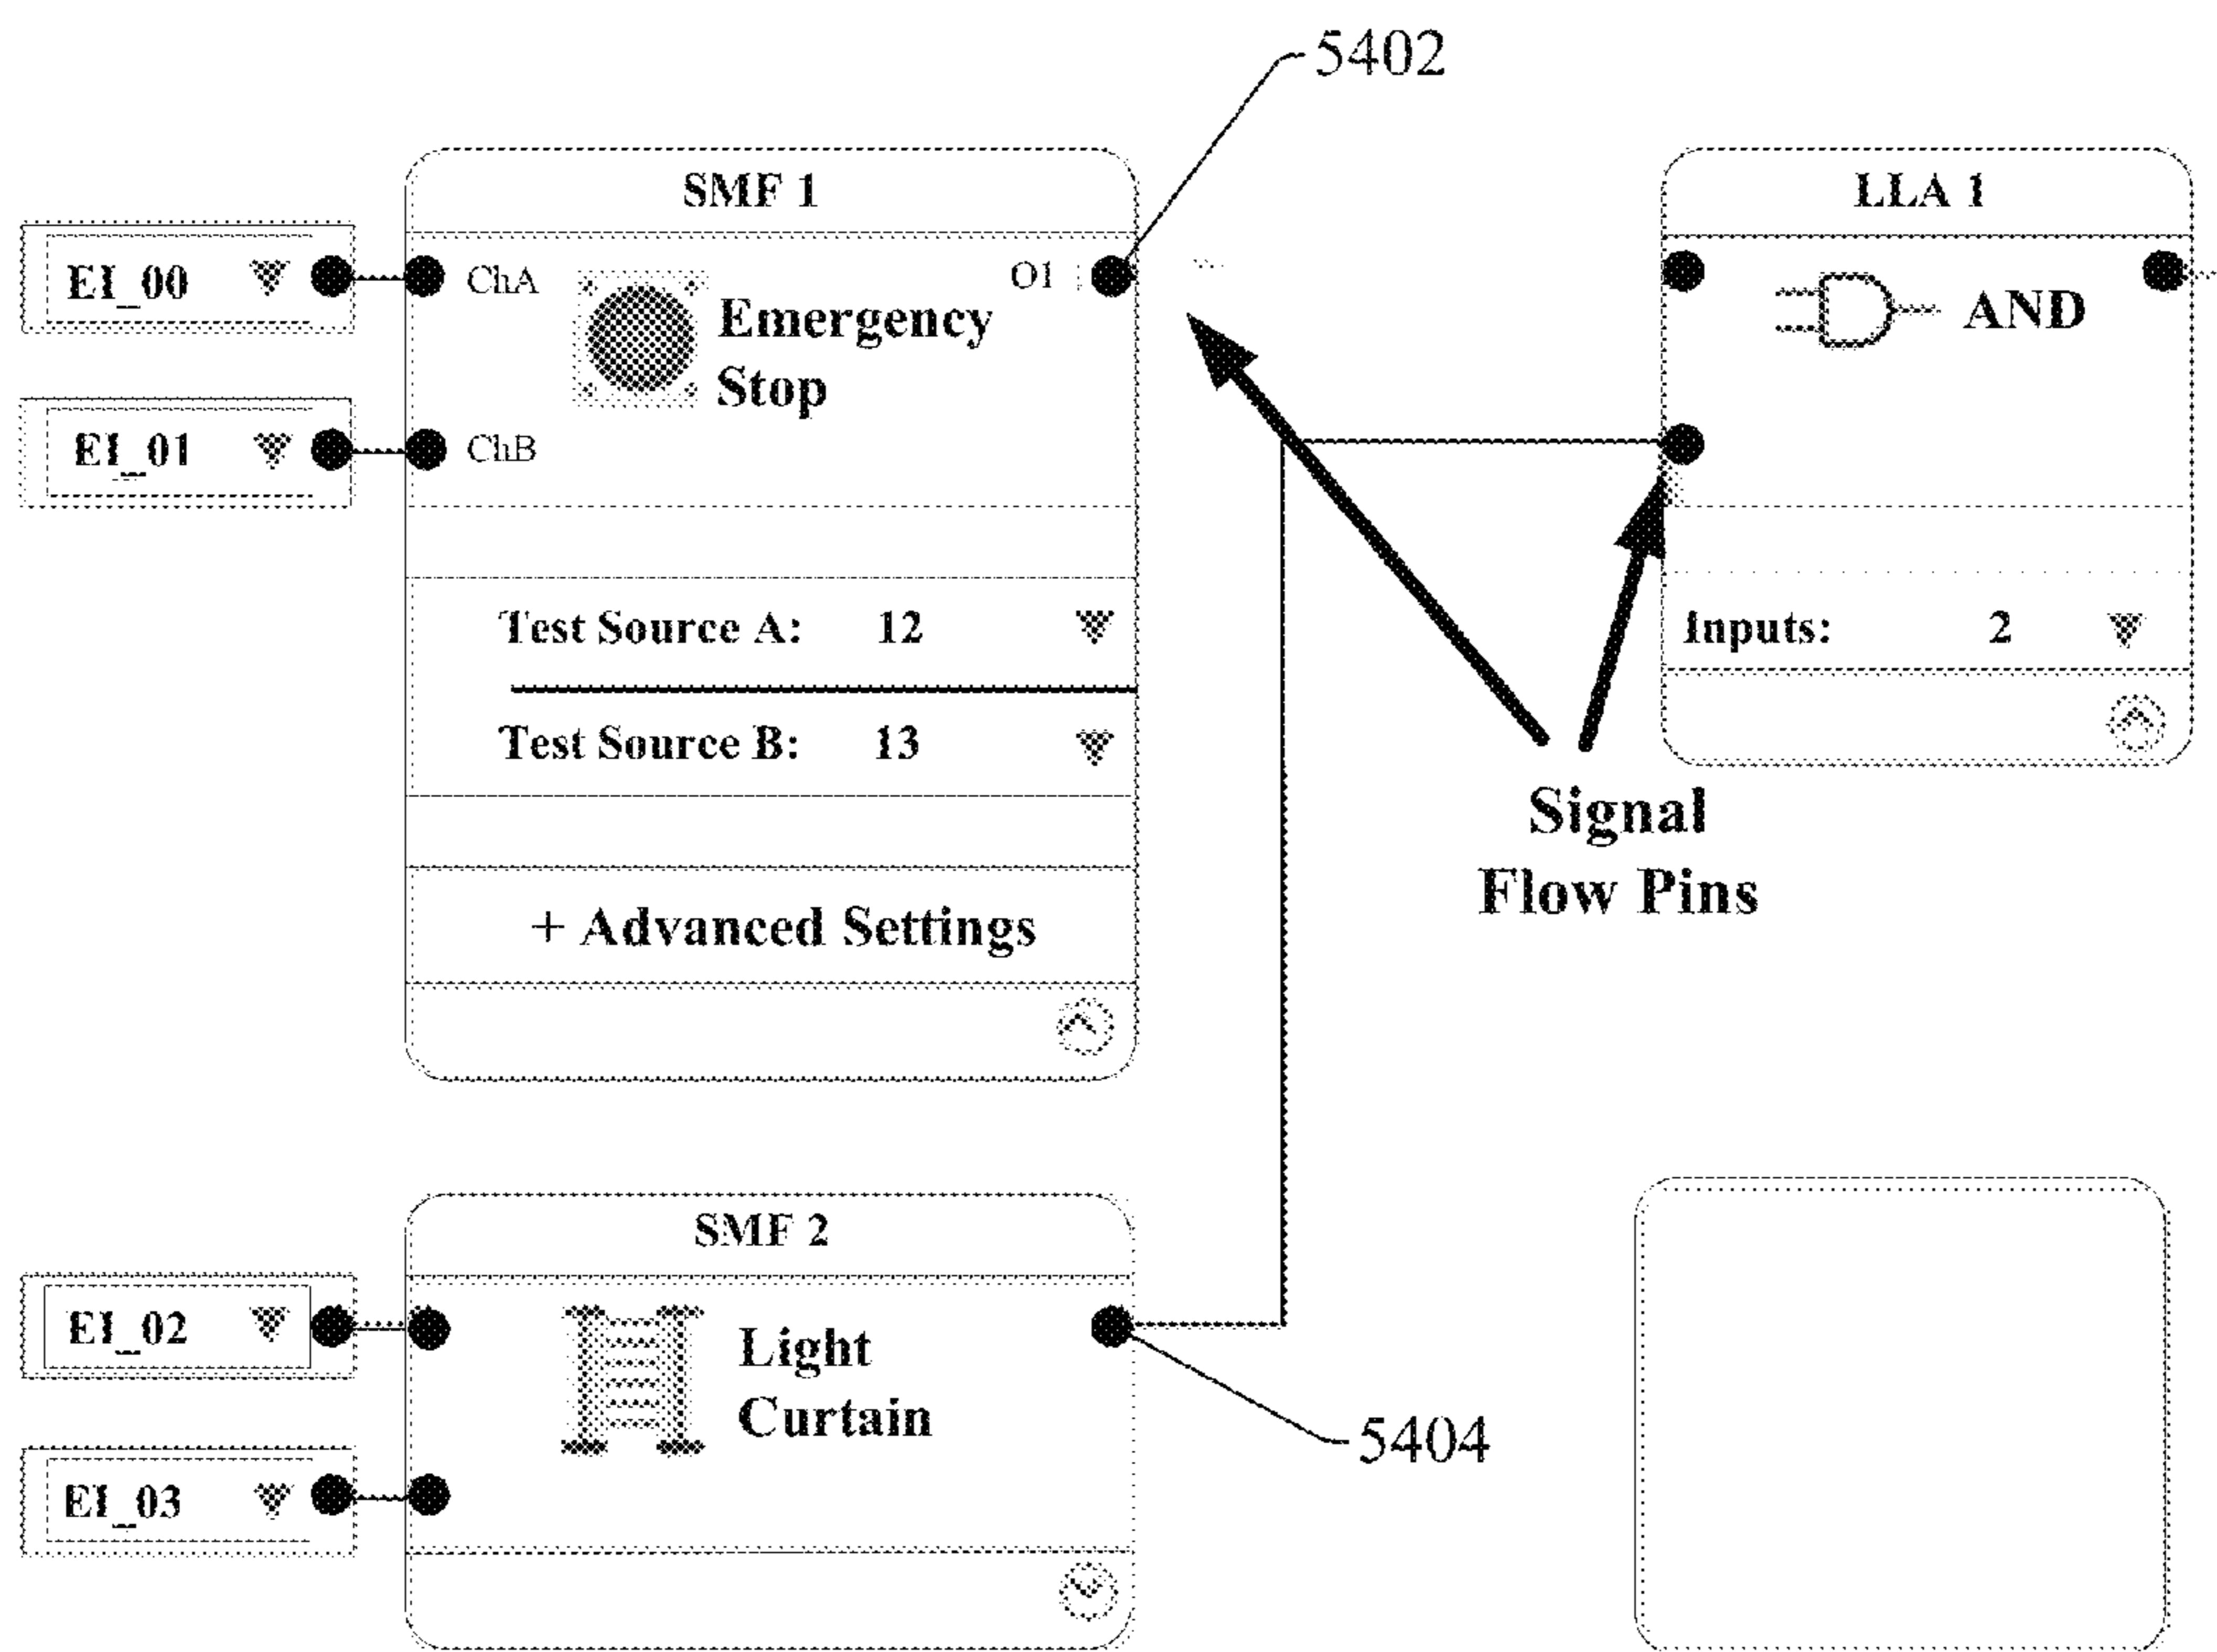 5402
SMF 1
LLA 1
EI_00
ChA
O1
Emergency
Stop
AND
EI_01
ChB
Test Source A: 12
Inputs: 2
Test Source B: 13
Signal
Flow Pins
+ Advanced Settings
SMF 2
EI_02
Light
Curtain
5404
EI_03